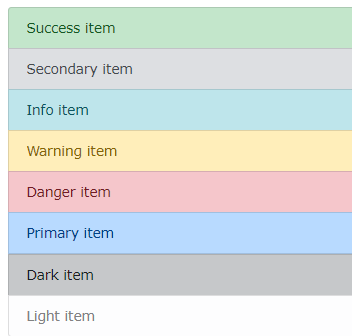 Success item
Secondary item
Info item
Warning item
Danger item
Primary item
Dark item
Light item